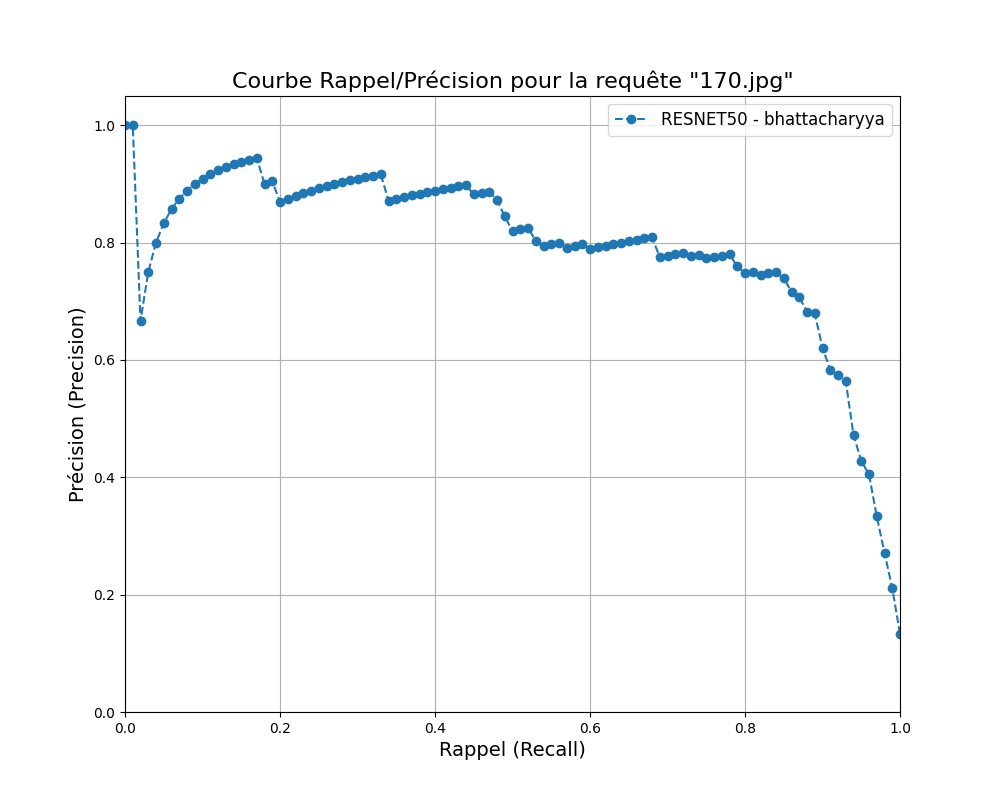 Courbe Rappel/Précision pour la requête "170.jpg"
RESNET50 - bhattacharyya
Précision (Precision)
1.0
0.8
0.6
0.4
0.2
0.0
0.0 0.2 0.4 0.6 0.8 1.0
Rappel (Recall)